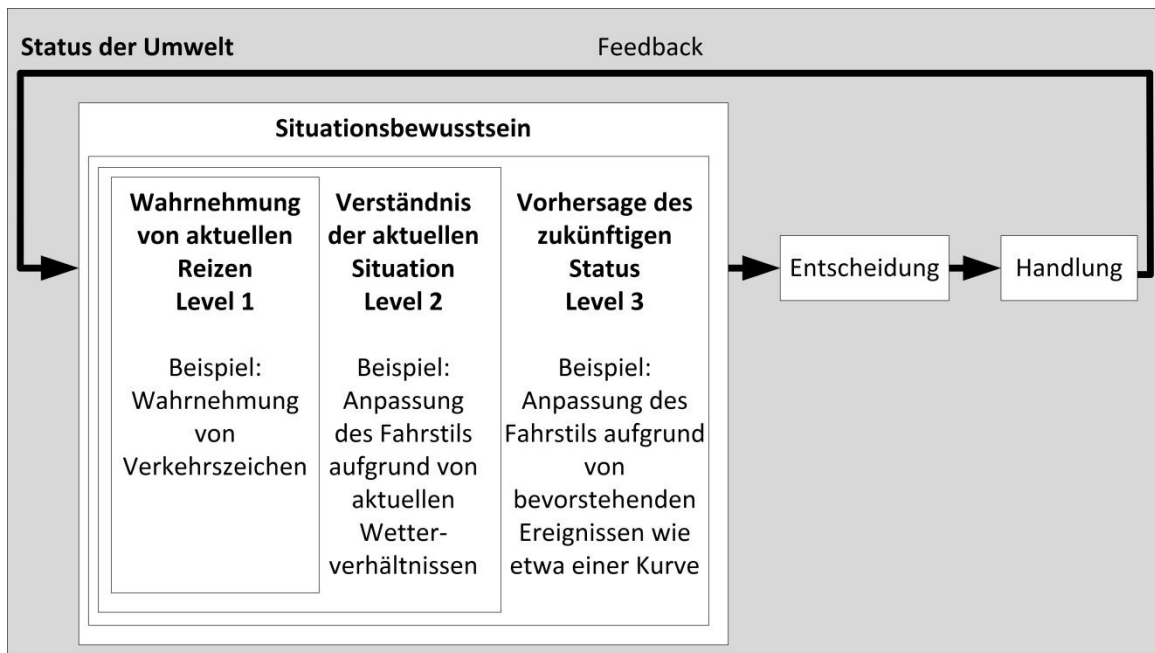 Status der Umwelt
Feedback
Situationsbewusstsein
Wahrnehmung
von aktuellen
Reizen
Level 1
Beispiel:
Wahrnehmung
von
Verkehrszeichen
Verständnis
der aktuellen
Situation
Level 2
Beispiel:
Anpassung
des Fahrstils
aufgrund von
aktuellen
Wetter-
verhältnissen
Vorhersage des
zukünftigen
Status
Level 3
Beispiel:
Anpassung des
Fahrstils aufgrund
von
bevorstehenden
Ereignissen wie
etwa einer Kurve
Entscheidung
Handlung